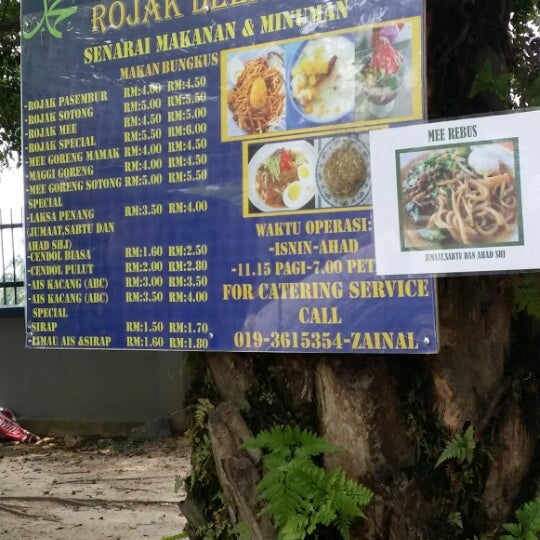 ROJAK
SENARAI MAKANAN & MINUMAN
MAKAN BUNGKUS
-ROJAK PASEMBUR RM:4.00 RM:4.50
-ROJAK SOTONG RM:5.00 RM:5.50
-ROJAK MEE RM:4.50 RM:5.00
-ROJAK SPECIAL RM:5.50 RM:6.00
-MEE GORENG MAMAK RM:4.00 RM:4.50
-MAGGI GORENG RM:4.00 RM:4.50
-MEE GORENG SOTONG RM:5.00 RM:5.50
SPECIAL
-LAKSA PENANG RM:3.50 RM:4.00
(JUMAAT,SABTU DAN
AHAD SHJ)
-CENDOL BIASA RM:1.60 RM:2.50
-CENDOL PULUT RM:2.00 RM:2.80
-AIS KACANG (ABC) RM:3.00 RM:3.50
-AIS KACANG (ABC) RM:3.50 RM:4.00
SPECIAL
-SIRAP RM:1.50 RM:1.70
-LIMAU AIS &SIRAP RM:1.60 RM:1.80
WAKTU OPERASI:
-ISNIN-AHAD
-11.15 PAGI-7.00 PET
FOR CATERING SERVICE
CALL
019-3615354-ZAINAL
MEE REBUS
JUMAAT,SABTU DAN AHAD SHJ